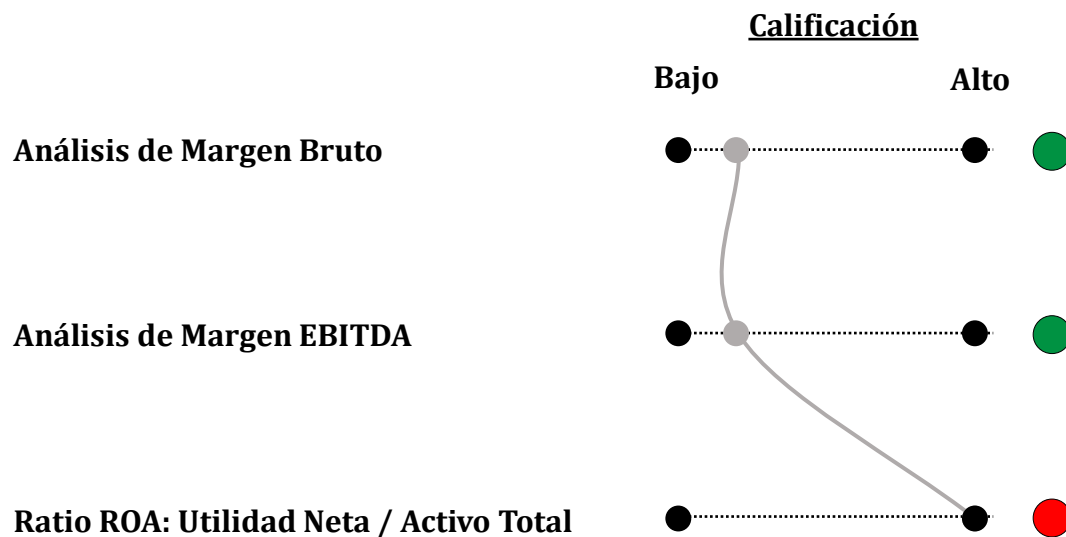 Calificación
Bajo Alto
Análisis de Margen Bruto
Análisis de Margen EBITDA
Ratio ROA: Utilidad Neta / Activo Total